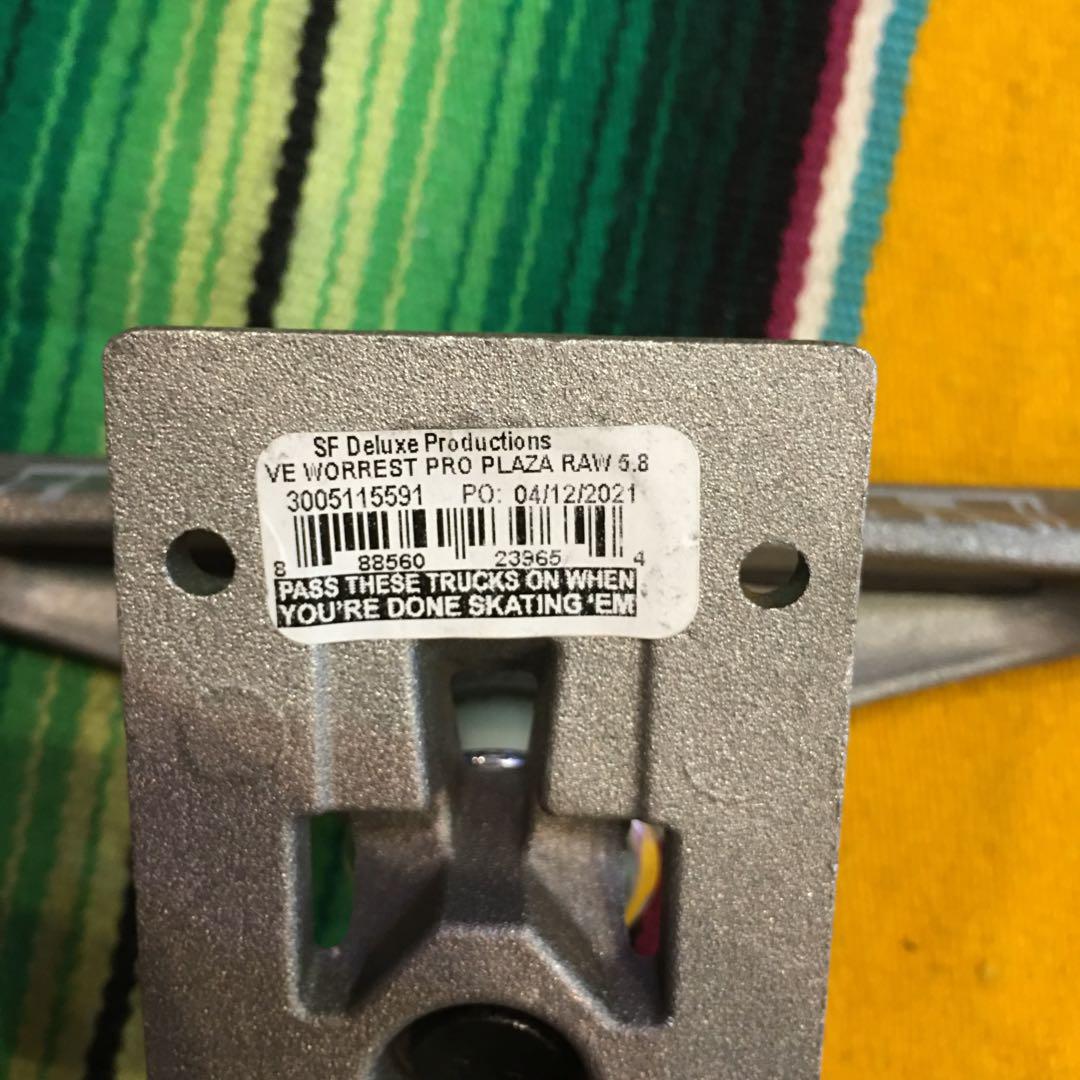 SF Deluxe Productions
VE WORREST PRO PLAZA RAW 5.8
3005115591 PO: 04/12/2021
8 88560 23965 4
PASS THESE TRUCKS ON WHEN
YOU'RE DONE SKATING 'EM